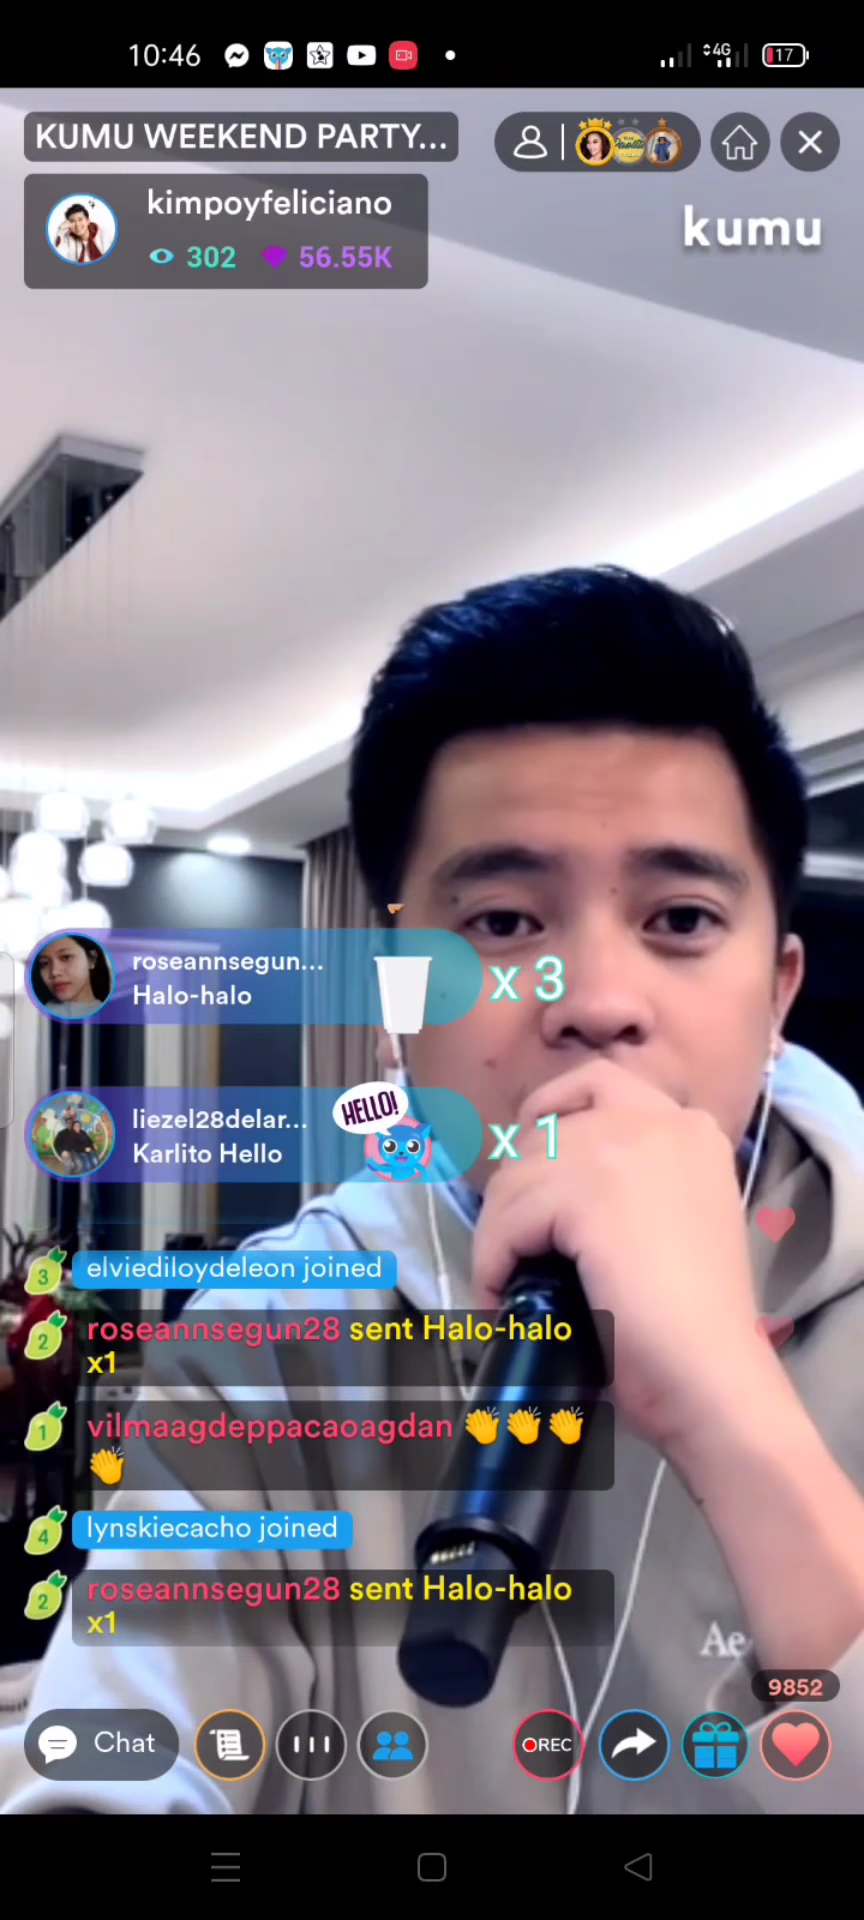 10:46
4G
17
KUMU WEEKEND PARTY...
kimpoyfeliciano
302 56.55K
kumu
roseannsegun...
Halo-halo
x 3
HELLO!
liezel28delar...
Karlito Hello
x 1
3 elviediloydeleon joined
2 roseannsegun28 sent Halo-halo
x1
1 vilmaagdeppacaoagdan 👏👏👏
👏
4 lynskiecacho joined
2 roseannsegun28 sent Halo-halo
x1
Ae
9852
Chat
REC